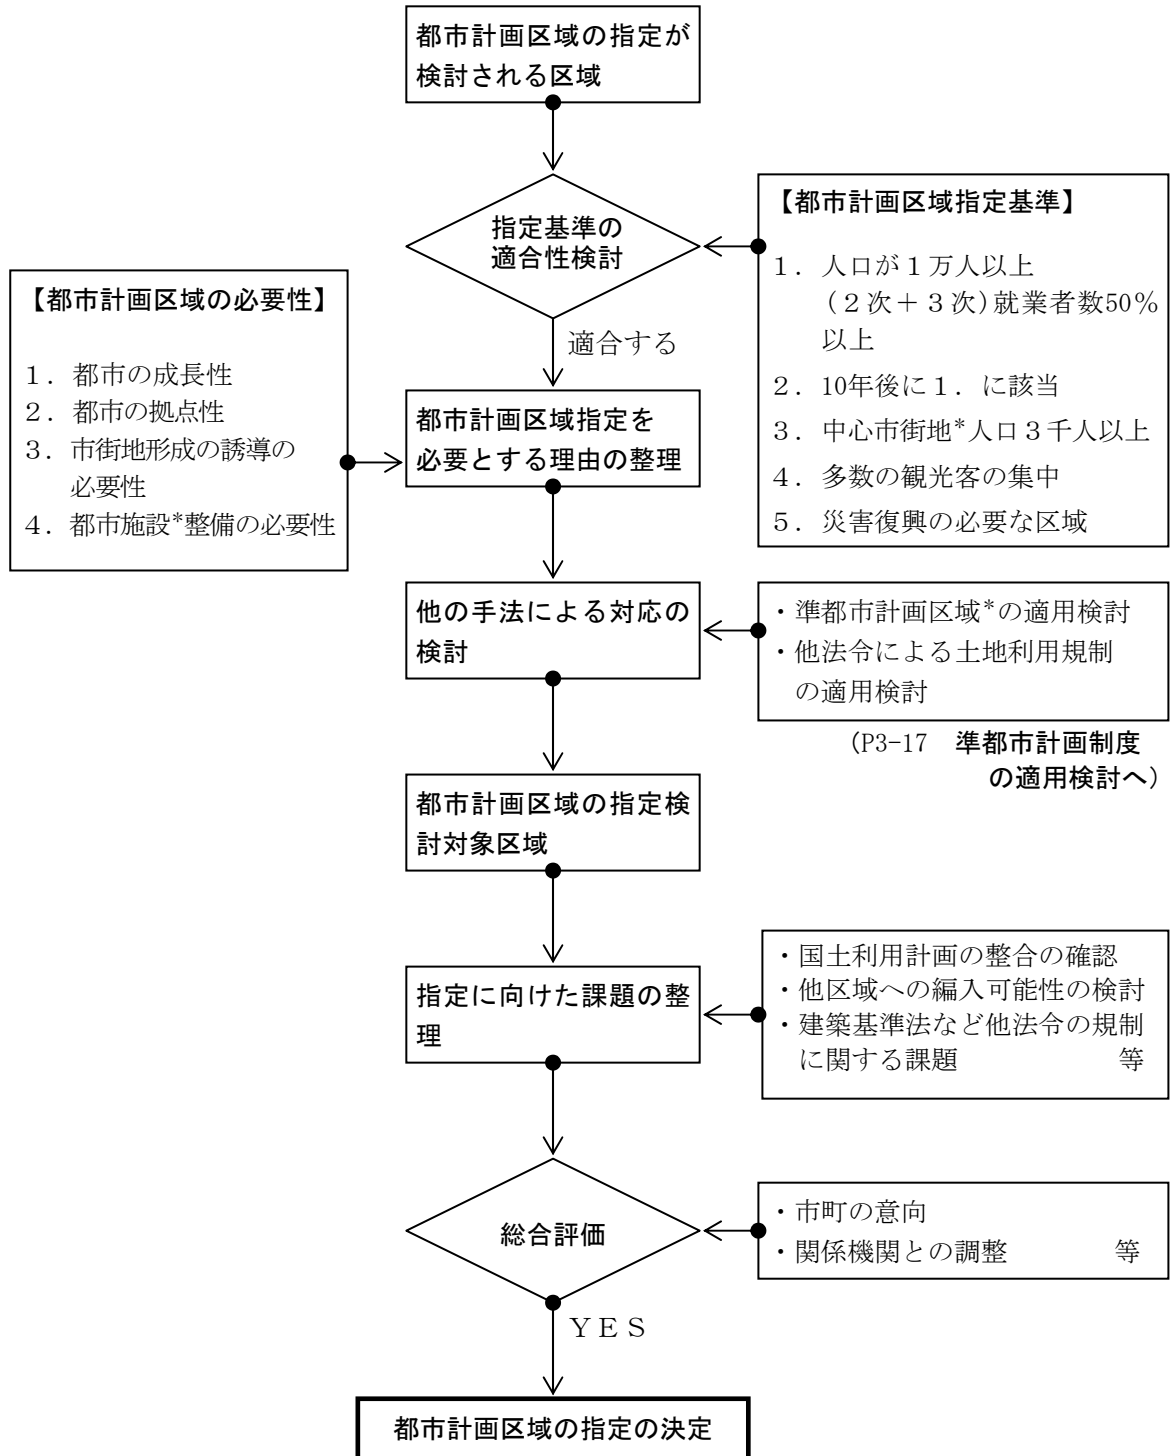 都市計画区域の指定が
検討される区域
指定基準の
適合性検討
【都市計画区域指定基準】
1．人口が１万人以上
（２次＋３次）就業者数50％
以上
2．10年後に１．に該当
3．中心市街地*人口３千人以上
4．多数の観光客の集中
5．災害復興の必要な区域
【都市計画区域の必要性】
1．都市の成長性
2．都市の拠点性
3．市街地形成の誘導の
必要性
4．都市施設*整備の必要性
適合する
都市計画区域指定を
必要とする理由の整理
他の手法による対応の
検討
・準都市計画区域*の適用検討
・他法令による土地利用規制
の適用検討
（P3-17　準都市計画制度
の適用検討へ）
都市計画区域の指定検
討対象区域
指定に向けた課題の整
理
・国土利用計画の整合の確認
・他区域への編入可能性の検討
・建築基準法など他法令の規制
に関する課題　　　　　　等
総合評価
・市町の意向
・関係機関との調整　　　　等
ＹＥＳ
都市計画区域の指定の決定